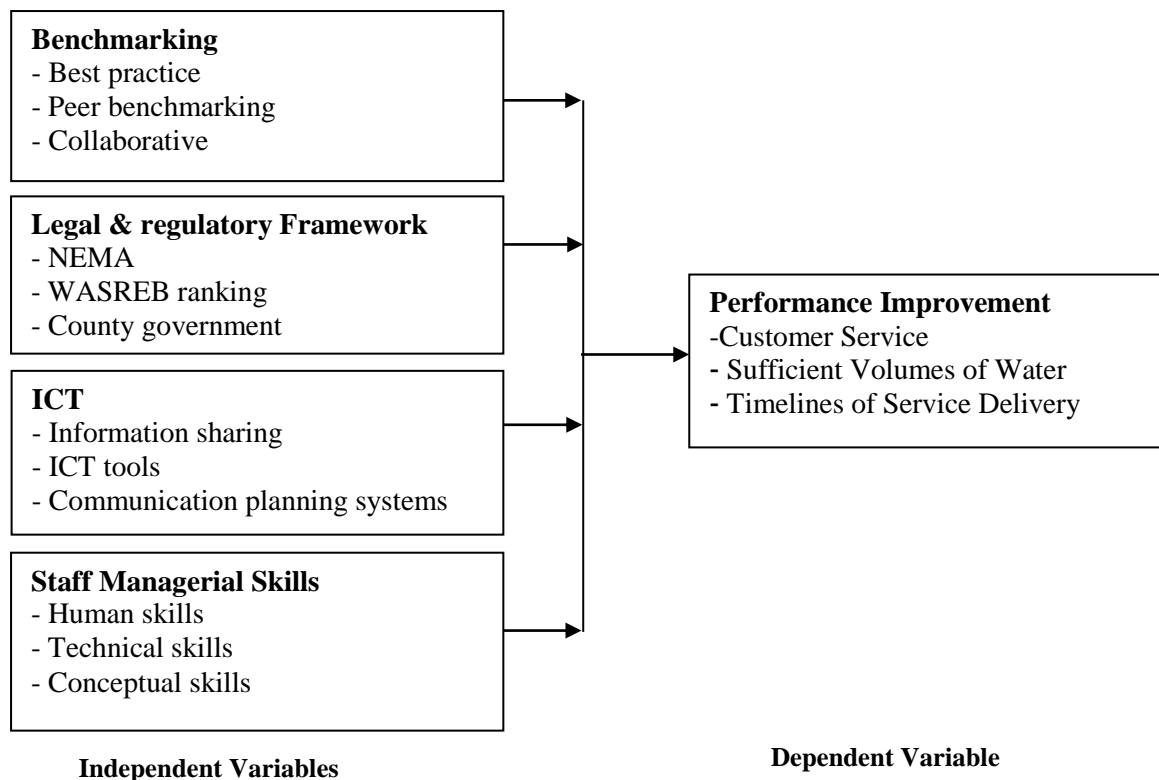 Benchmarking
- Best practice
- Peer benchmarking
- Collaborative
Legal & regulatory Framework
- NEMA
- WASREB ranking
- County government
ICT
- Information sharing
- ICT tools
- Communication planning systems
Staff Managerial Skills
- Human skills
- Technical skills
- Conceptual skills
Independent Variables
Performance Improvement
-Customer Service
- Sufficient Volumes of Water
- Timelines of Service Delivery
Dependent Variable